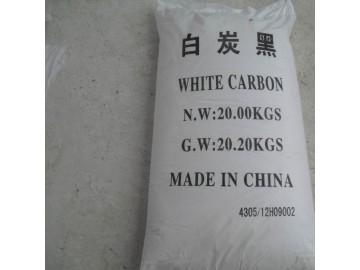 白炭黑
WHITE CARBON
N.W:20.00KGS
G.W:20.20KGS
MADE IN CHINA
4305/12H09002